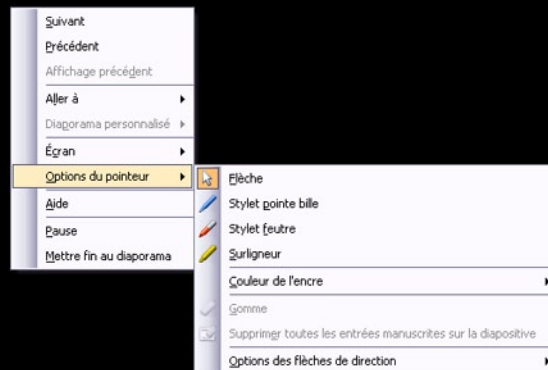 Suivant
Précédent
Affichage précédent
Aller à
Diaporama personnalisé
Écran
Options du pointeur
Aide
Pause
Mettre fin au diaporama
Flèche
Stylet pointe bille
Stylet feutre
Surligneur
Couleur de l'encre
Gomme
Supprimer toutes les entrées manuscrites sur la diapositive
Options des flèches de direction